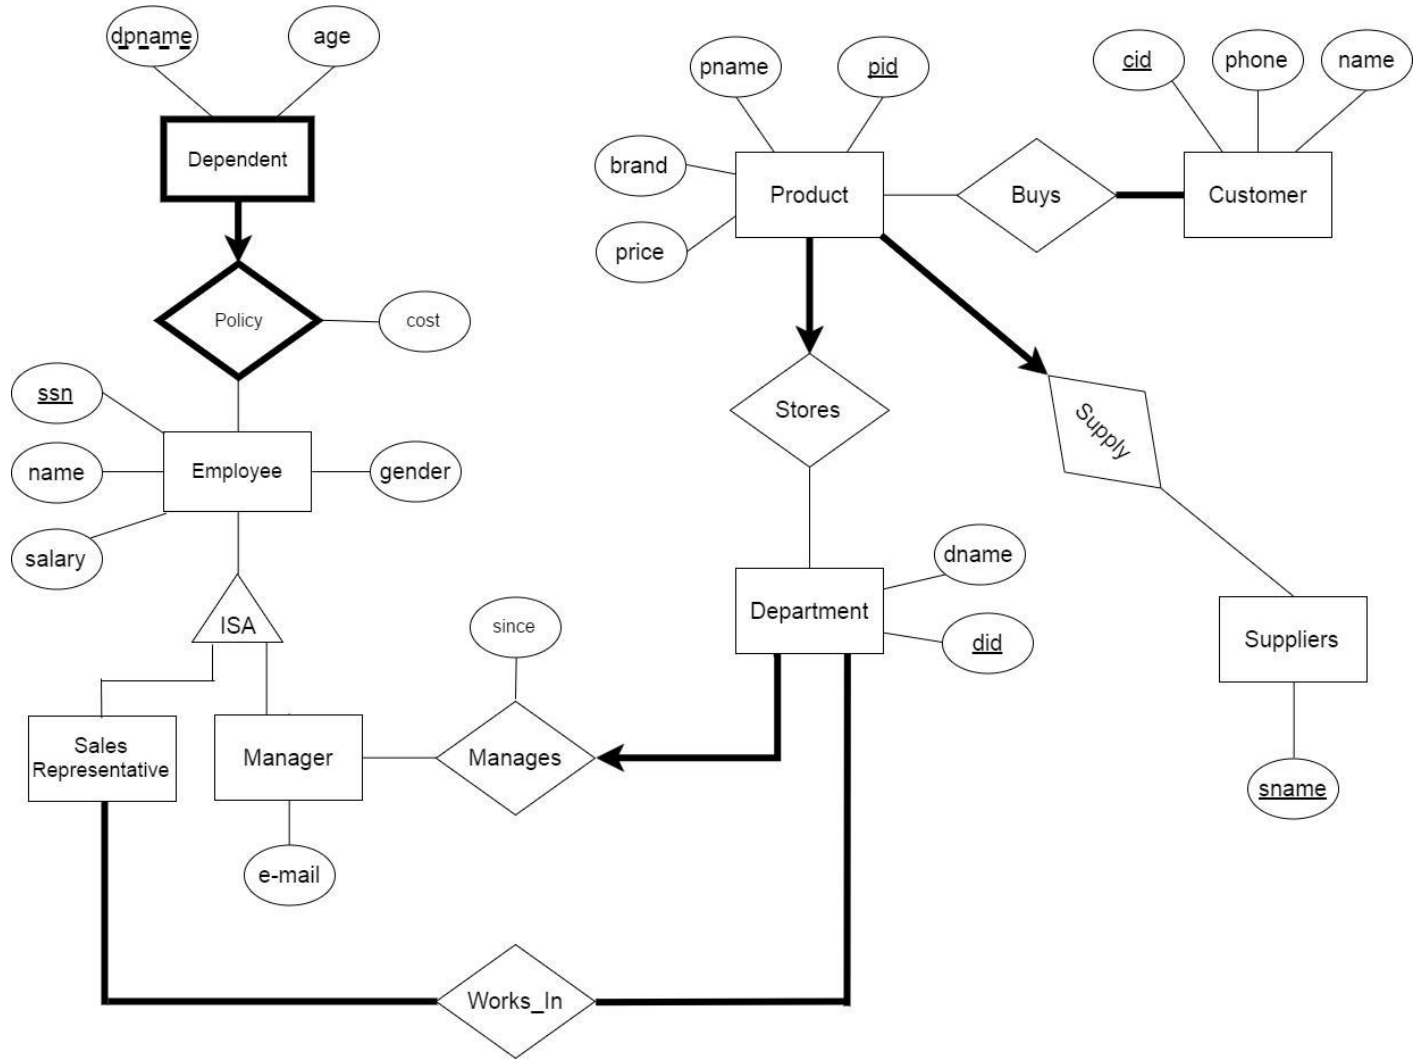 dpname
age
Dependent
Policy
cost
ssn
name
salary
Employee
gender
ISA
Sales
Representative
Manager
e-mail
since
Manages
Works_In
pname
pid
brand
price
Product
Buys
cid
phone
name
Customer
Stores
Supply
Department
dname
did
Suppliers
sname